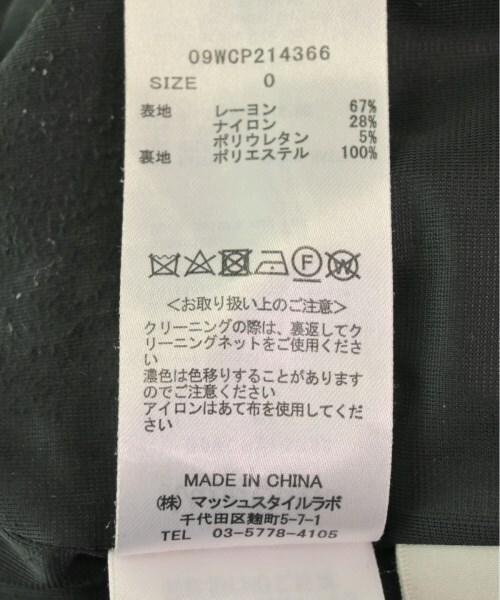 09WCP214366
SIZE 0
表地 レーヨン 67%
ナイロン 28%
ポリウレタン 5%
裏地 ポリエステル 100%
F W
＜お取り扱い上のご注意＞
クリーニングの際は、裏返してク
リーニングネットをご使用くださ
い
濃色は色移りすることがあります
のでご注意ください
アイロンはあて布を使用してくだ
さい
MADE IN CHINA
(株) マッシュスタイルラボ
千代田区麹町5-7-1
TEL 03-5778-4105